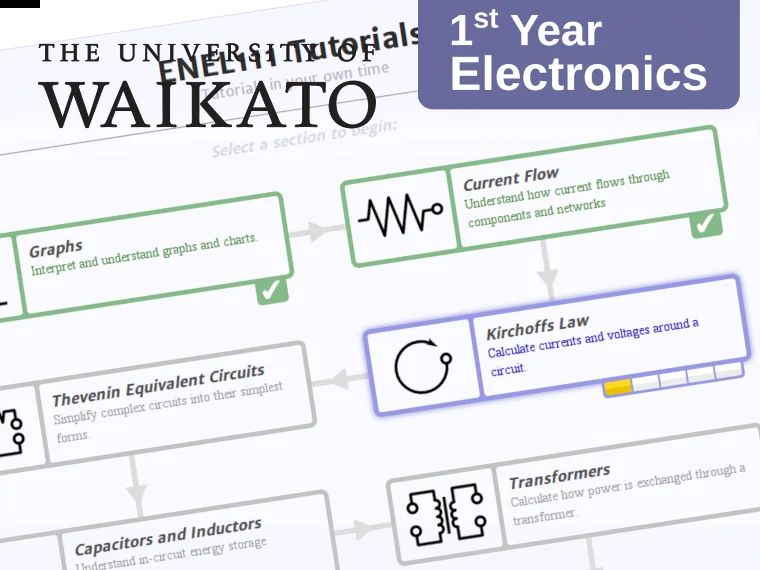 THE UNIVERSITY OF
WAIKATO
1st Year
Electronics
ENEL111 Tutorials
Tutorials in your own time
Select a section to begin:
Graphs
Interpret and understand graphs and charts.
Current Flow
Understand how current flows through
components and networks
Kirchoffs Law
Calculate currents and voltages around a
circuit.
Thevenin Equivalent Circuits
Simplify complex circuits into their simplest
forms.
Transformers
Calculate how power is exchanged through a
transformer.
Capacitors and Inductors
Understand in-circuit energy storage